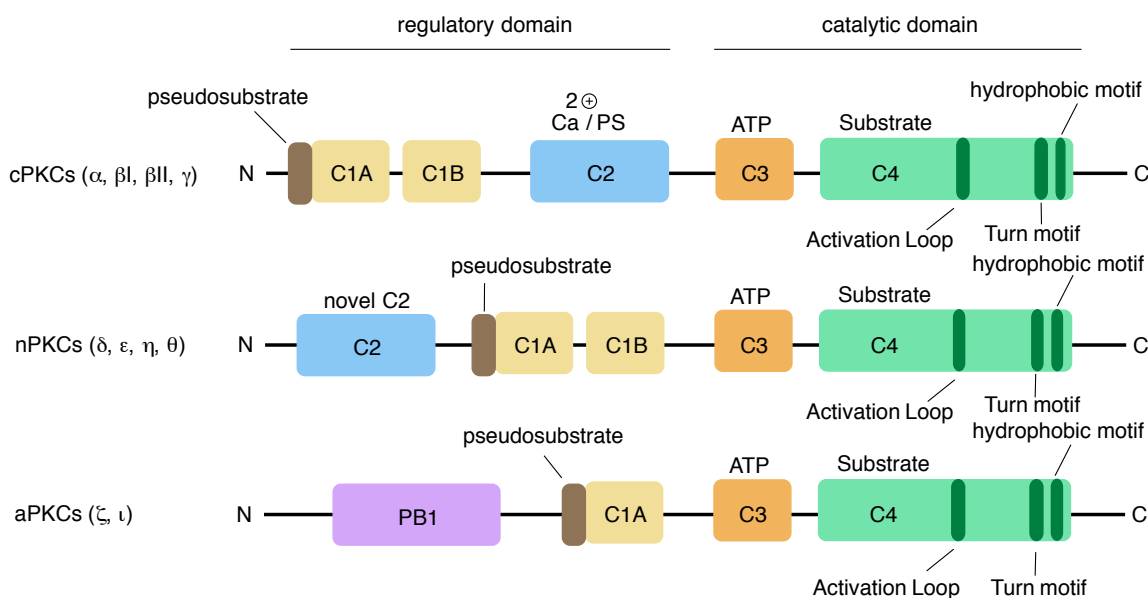 regulatory domain
catalytic domain
pseudosubstrate
hydrophobic motif
2⊕
Ca / PS
ATP
Substrate
cPKCs (α, βI, βII, γ)
N
C1A
C1B
C2
C3
C4
C
Activation Loop
Turn motif
hydrophobic motif
pseudosubstrate
novel C2
ATP
Substrate
nPKCs (δ, ε, η, θ)
N
C2
C1A
C1B
C3
C4
C
Activation Loop
Turn motif
hydrophobic motif
pseudosubstrate
ATP
Substrate
aPKCs (ζ, ι)
N
PB1
C1A
C3
C4
C
Activation Loop
Turn motif